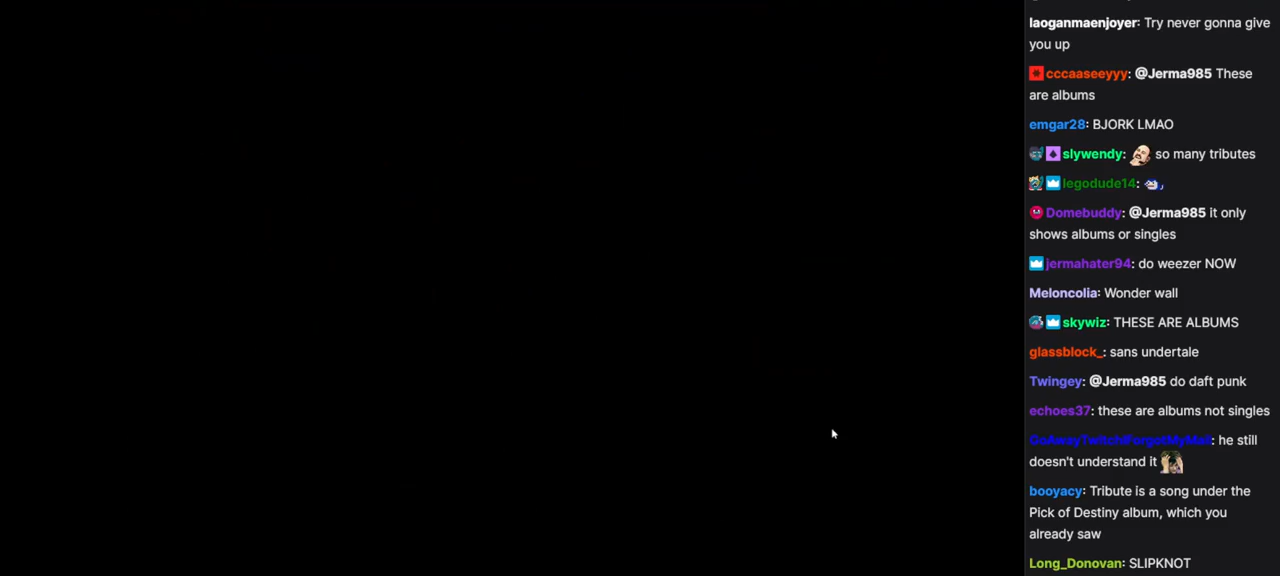 laoganmaenjoyer: Try never gonna give
you up
cccaaseeyyy: @Jerma985 These
are albums
emgar28: BJORK LMAO
slywendy: so many tributes
legodude14:
Domebuddy: @Jerma985 it only
shows albums or singles
jermahater94: do weezer NOW
Meloncolia: Wonder wall
skywiz: THESE ARE ALBUMS
glassblock_: sans undertale
Twingey: @Jerma985 do daft punk
echoes37: these are albums not singles
GoAwayTwitchIForgotMyMail: he still
doesn't understand it
booyacy: Tribute is a song under the
Pick of Destiny album, which you
already saw
Long_Donovan: SLIPKNOT